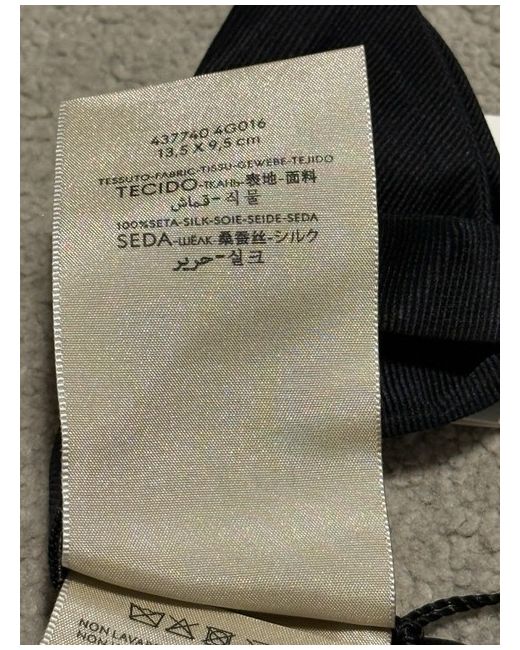 437740 4G016
13,5 X 9,5 cm
TESSUTO-FABRIC-TISSU-GEWEBE-TEJIDO
TECIDO-ТКАНЬ-表地-面料
قماش-직물
100%SETA-SILK-SOIE-SEIDE-SEDA
SEDA-ШЁЛК-桑蚕丝-シルク
حرير-실크
NON LAVARE
NON